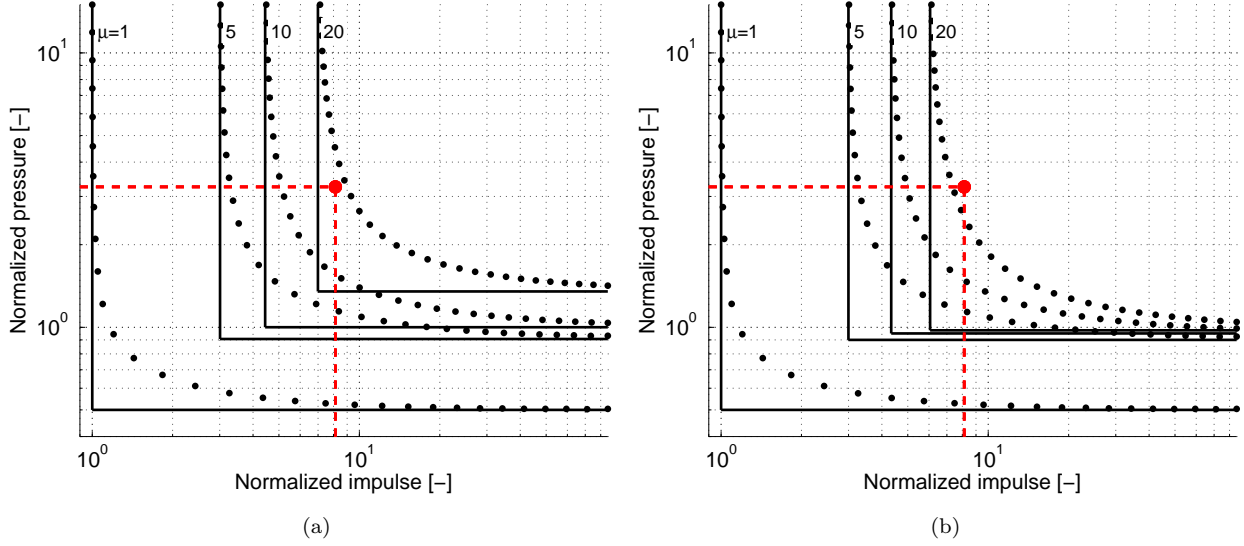 μ=1
5
10
20
10¹
10⁰
Normalized pressure [−]
10⁰
10¹
Normalized impulse [−]
(a)
μ=1
5
10
20
10¹
10⁰
Normalized pressure [−]
10⁰
10¹
Normalized impulse [−]
(b)